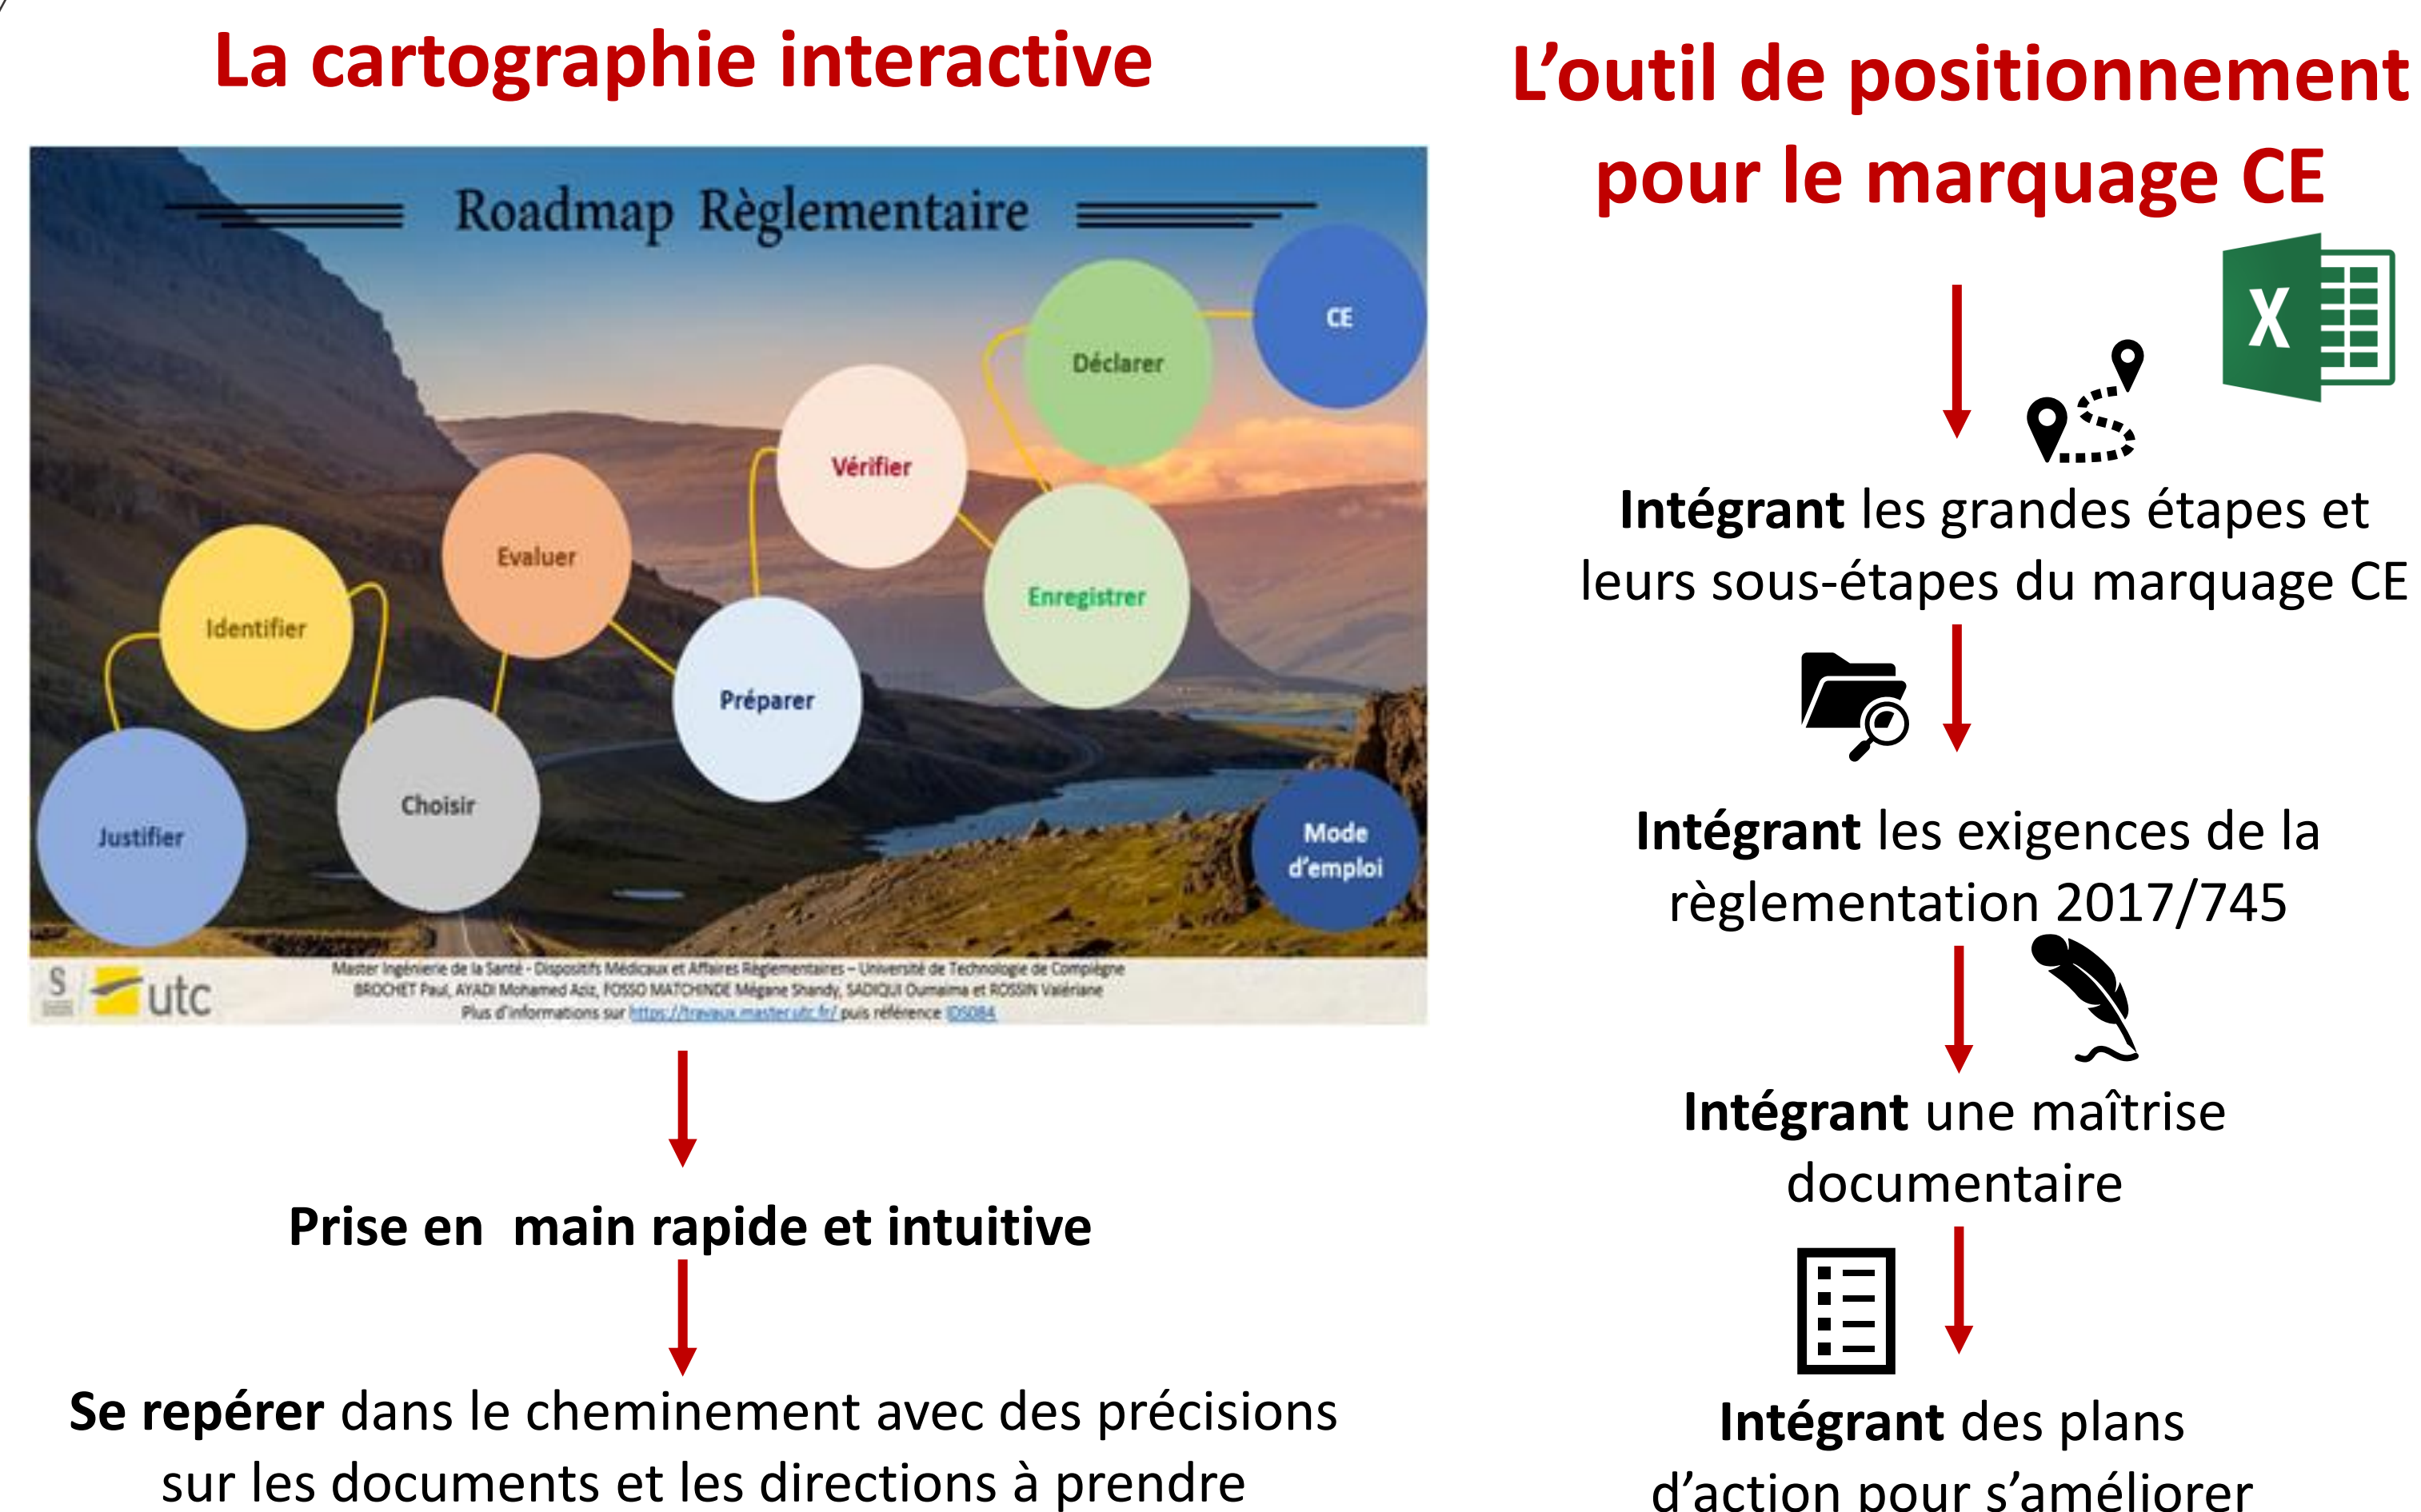 La cartographie interactive
Roadmap Règlementaire
CE
Déclarer
Vérifier
Evaluer
Enregistrer
Identifier
Préparer
Choisir
Justifier
Mode
d'emploi
utc
Master Ingénierie de la Santé - Dispositifs Médicaux et Affaires Règlementaires – Université de Technologie de Compiègne
BROCHET Paul, AYADI Mohamed Aziz, FOSSO MATCHINDE Mégane Shandy, SADIQUI Oumaima et ROSSIN Valériane
Plus d'informations sur https://travaux.master.utc.fr/ puis référence IDS084
Prise en  main rapide et intuitive
Se repérer dans le cheminement avec des précisions
sur les documents et les directions à prendre
L’outil de positionnement
pour le marquage CE
X
Intégrant les grandes étapes et
leurs sous-étapes du marquage CE
Intégrant les exigences de la
règlementation 2017/745
Intégrant une maîtrise
documentaire
Intégrant des plans
d’action pour s’améliorer